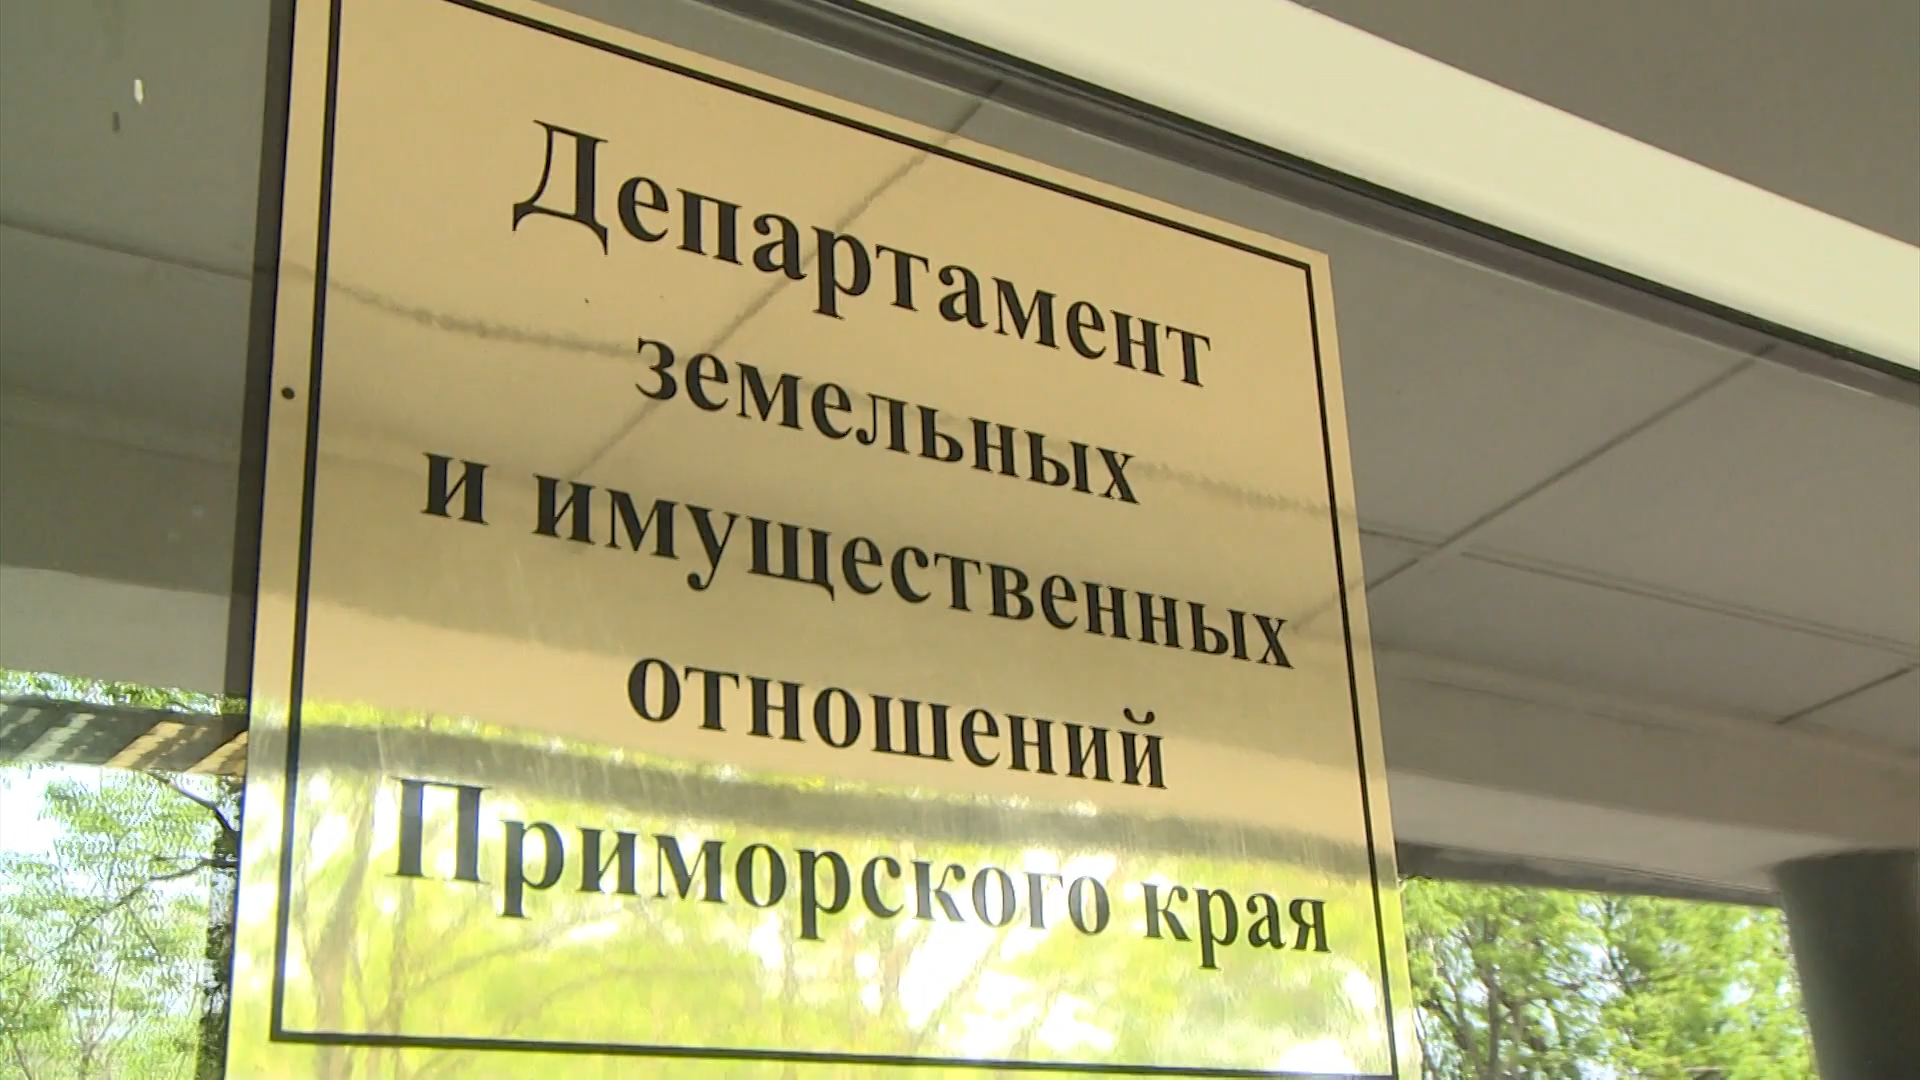 Департамент
земельных
и имущественных
отношений
Приморского края